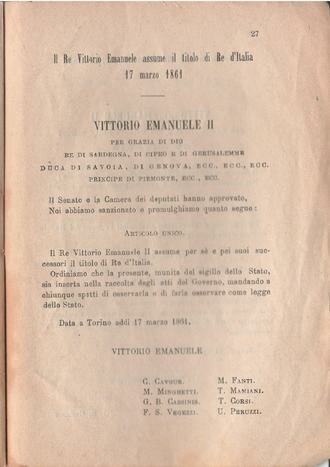 27
Il Re Vittorio Emanuele assume il titolo di Re d'Italia
17 marzo 1861
VITTORIO EMANUELE II
PER GRAZIA DI DIO
RE DI SARDEGNA, DI CIPRO E DI GERUSALEMME
DUCA DI SAVOIA, DI GENOVA, ECC., ECC., ECC.
PRINCIPE DI PIEMONTE, ECC., ECC.
Il Senato e la Camera dei deputati hanno approvato,
Noi abbiamo sanzionato e promulghiamo quanto segue:
ARTICOLO UNICO.
Il Re Vittorio Emanuele II assume per sè e pei suoi suc-
cessori il titolo di Re d'Italia.
Ordiniamo che la presente, munita del sigillo dello Stato,
sia inserta nella raccolta degli atti del Governo, mandando a
chiunque spetti di osservarla e di farla osservare come legge
dello Stato.
Data a Torino addì 17 marzo 1861,
VITTORIO EMANUELE
C. CAVOUR.
M. MINGHETTI.
G. B. CASSINIS.
F. S. VEGEZZI.
M. FANTI.
T. MAMIANI.
T. CORSI.
U. PERUZZI.